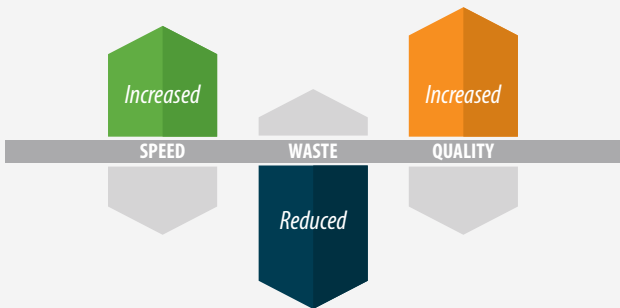 Increased
Increased
SPEED
WASTE
QUALITY
Reduced